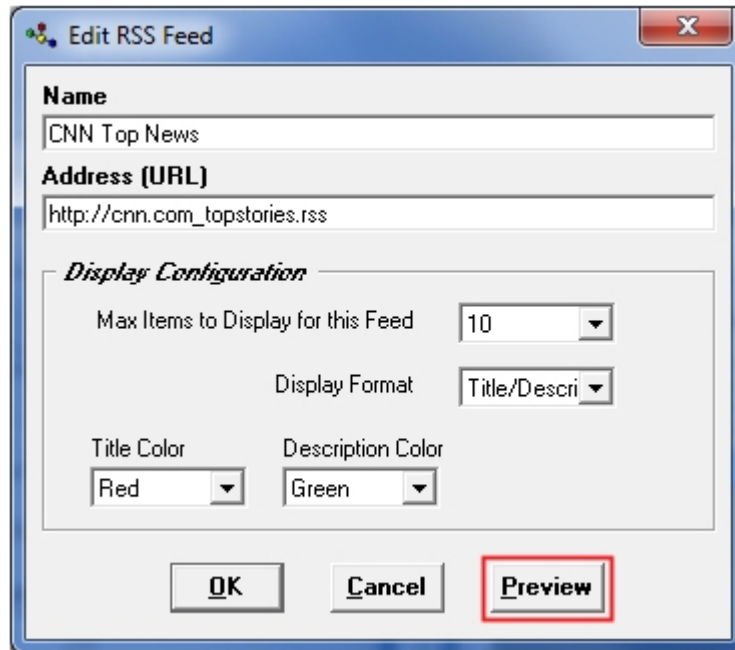 Edit RSS Feed
Name
CNN Top News
Address (URL)
http://cnn.com_topstories.rss
Display Configuration
Max Items to Display for this Feed 10
Display Format Title/Descri
Title Color Description Color
Red Green
OK Cancel Preview